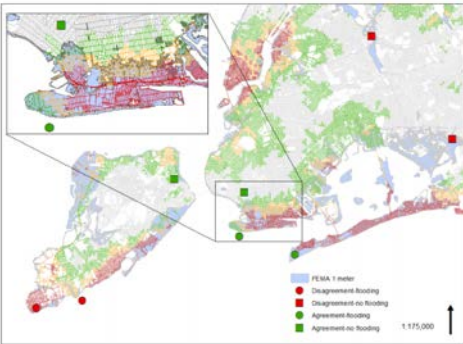 FEMA 1 meter
Disagreement-flooding
Disagreement-no flooding
Agreement-flooding
Agreement-no flooding
1:175,000